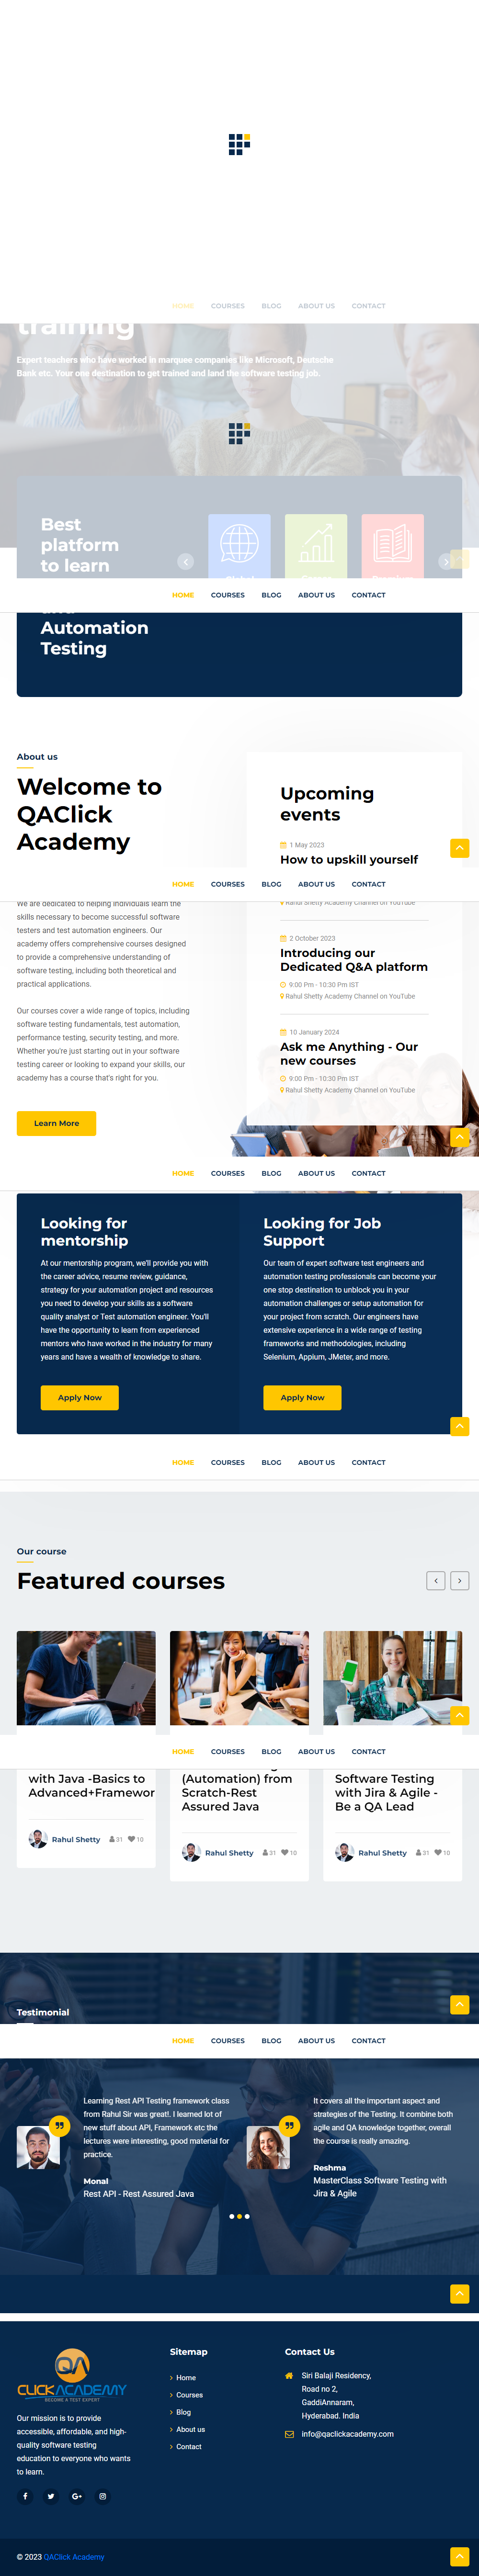 HOME COURSES BLOG ABOUT US CONTACT
training
Expert teachers who have worked in marquee companies like Microsoft, Deutsche
Bank etc. Your one destination to get trained and land the software testing job.
Best
platform
to learn
HOME COURSES BLOG ABOUT US CONTACT
Automation
Testing
About us
Welcome to
QAClick
Academy
Upcoming
events
1 May 2023
How to upskill yourself
HOME COURSES BLOG ABOUT US CONTACT
We are dedicated to helping individuals learn the
skills necessary to become successful software
testers and test automation engineers. Our
academy offers comprehensive courses designed
to provide a comprehensive understanding of
software testing, including both theoretical and
practical applications.
Our courses cover a wide range of topics, including
software testing fundamentals, test automation,
performance testing, security testing, and more.
Whether you're just starting out in your software
testing career or looking to expand your skills, our
academy has a course that's right for you.
Learn More
Rahul Shetty Academy Channel on YouTube
2 October 2023
Introducing our
Dedicated Q&A platform
9:00 Pm - 10:30 Pm IST
Rahul Shetty Academy Channel on YouTube
10 January 2024
Ask me Anything - Our
new courses
9:00 Pm - 10:30 Pm IST
Rahul Shetty Academy Channel on YouTube
HOME COURSES BLOG ABOUT US CONTACT
Looking for
mentorship
At our mentorship program, we'll provide you with
the career advice, resume review, guidance,
strategy for your automation project and resources
you need to develop your skills as a software
quality analyst or Test automation engineer. You'll
have the opportunity to learn from experienced
mentors who have worked in the industry for many
years and have a wealth of knowledge to share.
Apply Now
Looking for Job
Support
Our team of expert software test engineers and
automation testing professionals can become your
one stop destination to unblock you in your
automation challenges or setup automation for
your project from scratch. Our engineers have
extensive experience in a wide range of testing
frameworks and methodologies, including
Selenium, Appium, JMeter, and more.
Apply Now
HOME COURSES BLOG ABOUT US CONTACT
Our course
Featured courses
HOME COURSES BLOG ABOUT US CONTACT
with Java -Basics to
Advanced+Framewor
Rahul Shetty 31 10
(Automation) from
Scratch-Rest
Assured Java
Rahul Shetty 31 10
Software Testing
with Jira & Agile -
Be a QA Lead
Rahul Shetty 31 10
Testimonial
HOME COURSES BLOG ABOUT US CONTACT
Learning Rest API Testing framework class
from Rahul Sir was great!. I learned lot of
new stuff about API, Framework etc the
lectures were interesting, good material for
practice.
Monal
Rest API - Rest Assured Java
It covers all the important aspect and
strategies of the Testing. It combine both
agile and QA knowledge together, overall
the course is really amazing.
Reshma
MasterClass Software Testing with
Jira & Agile
QA
CLICKACADEMY
BECOME A TEST EXPERT
Our mission is to provide
accessible, affordable, and high-
quality software testing
education to everyone who wants
to learn.
Sitemap
Home
Courses
Blog
About us
Contact
Contact Us
Siri Balaji Residency,
Road no 2,
GaddiAnnaram,
Hyderabad. India
info@qaclickacademy.com
© 2023 QAClick Academy